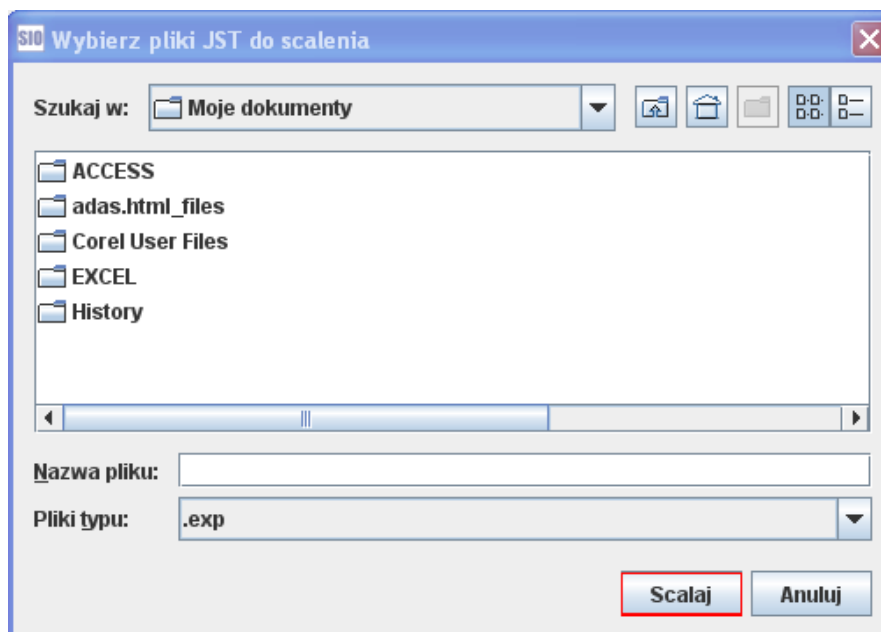 SIO Wybierz pliki JST do scalenia
Szukaj w: Moje dokumenty
ACCESS
adas.html_files
Corel User Files
EXCEL
History
Nazwa pliku:
Pliki typu: .exp
Scalaj Anuluj